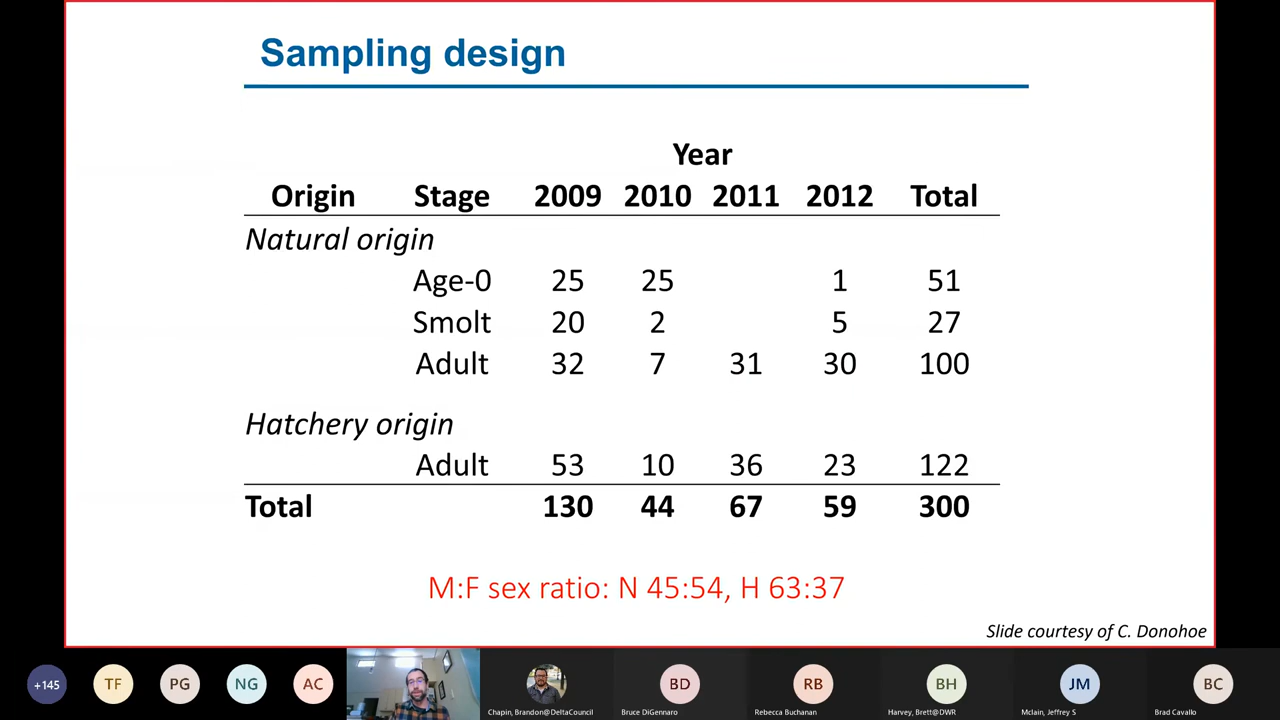 Sampling design
Year
Origin Stage 2009 2010 2011 2012 Total
Natural origin
Age-0 25 25 1 51
Smolt 20 2 5 27
Adult 32 7 31 30 100
Hatchery origin
Adult 53 10 36 23 122
Total 130 44 67 59 300
M:F sex ratio: N 45:54, H 63:37
Slide courtesy of C. Donohoe
+145 TF PG NG AC BD RB BH JM BC
Chapin, Brandon@DeltaCouncil Bruce DiGennaro Rebecca Buchanan Harvey, Brett@DWR Mclain, Jeffrey S Brad Cavallo